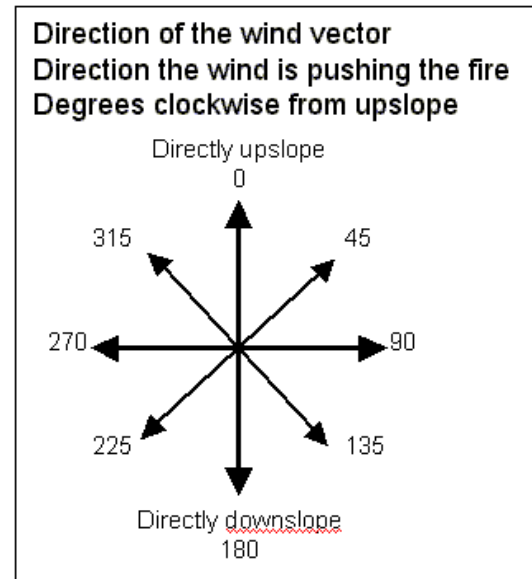 Direction of the wind vector
Direction the wind is pushing the fire
Degrees clockwise from upslope
Directly upslope
0
315
45
270
90
225
135
Directly downslope
180